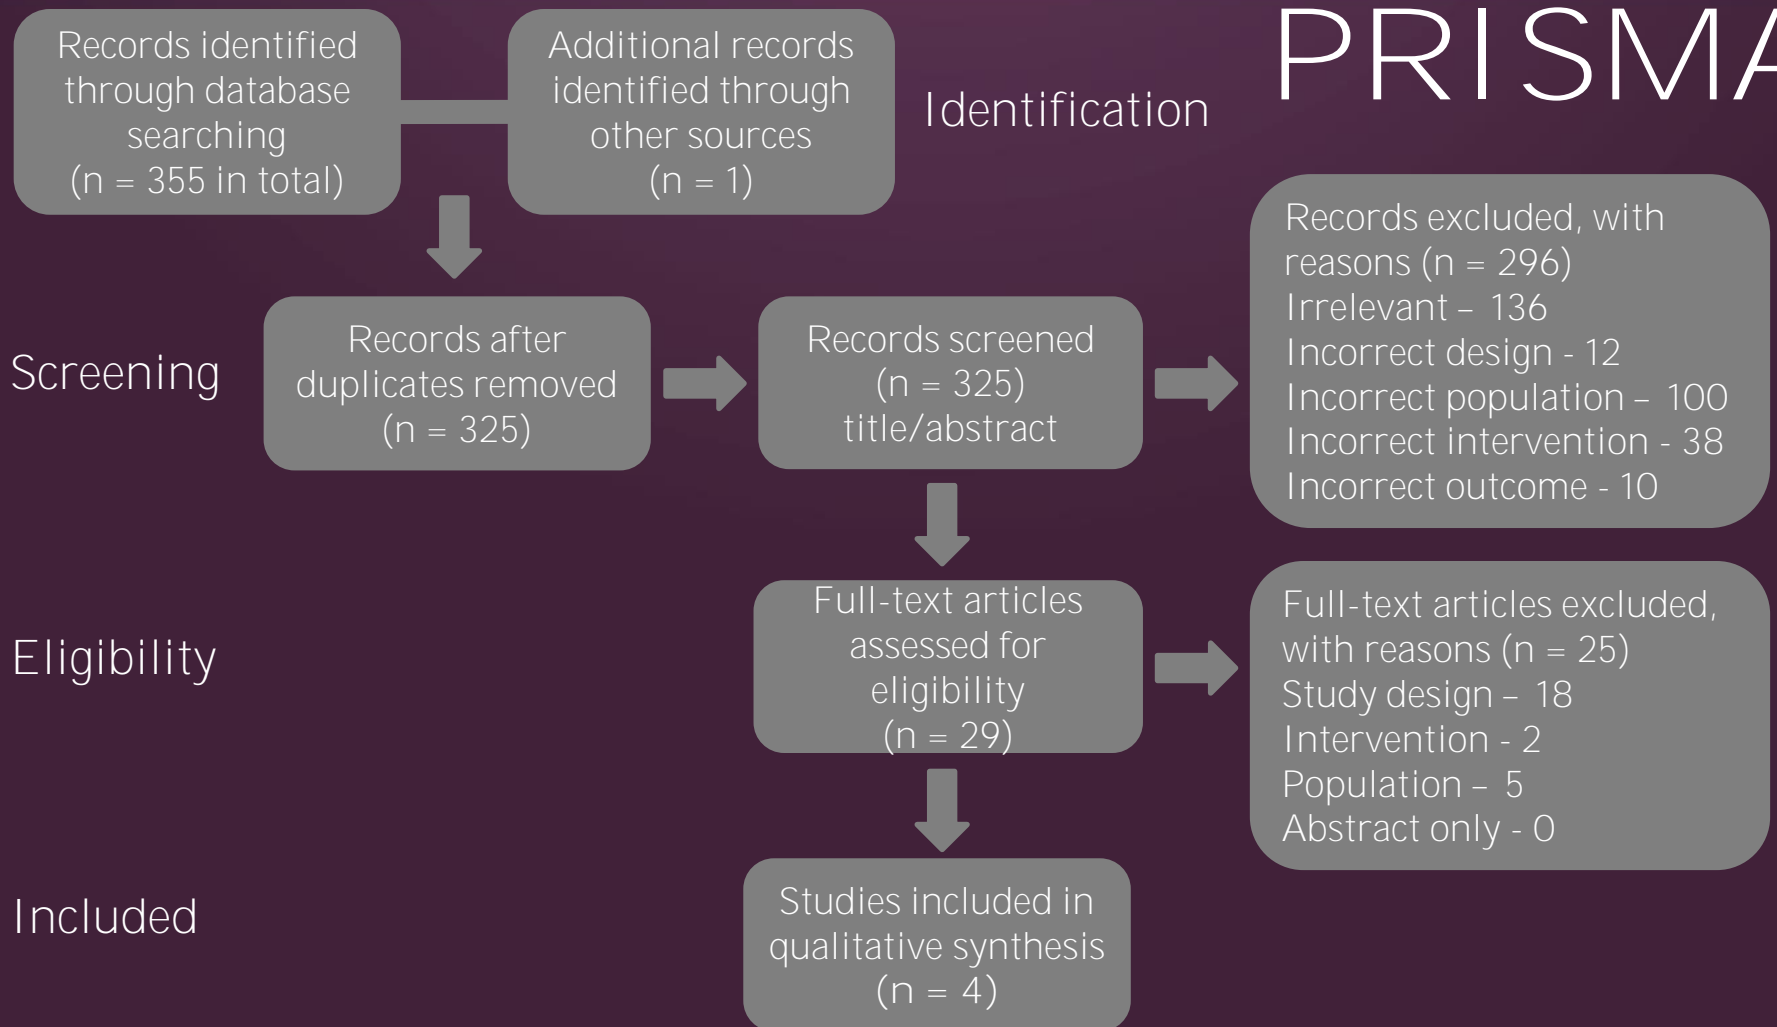 PRISMA
Records identified
through database
searching
(n = 355 in total)
Additional records
identified through
other sources
(n = 1)
Identification
Screening
Records after
duplicates removed
(n = 325)
Records screened
(n = 325)
title/abstract
Records excluded, with
reasons (n = 296)
Irrelevant – 136
Incorrect design - 12
Incorrect population – 100
Incorrect intervention - 38
Incorrect outcome - 10
Eligibility
Full-text articles
assessed for
eligibility
(n = 29)
Full-text articles excluded,
with reasons (n = 25)
Study design – 18
Intervention - 2
Population – 5
Abstract only - 0
Included
Studies included in
qualitative synthesis
(n = 4)